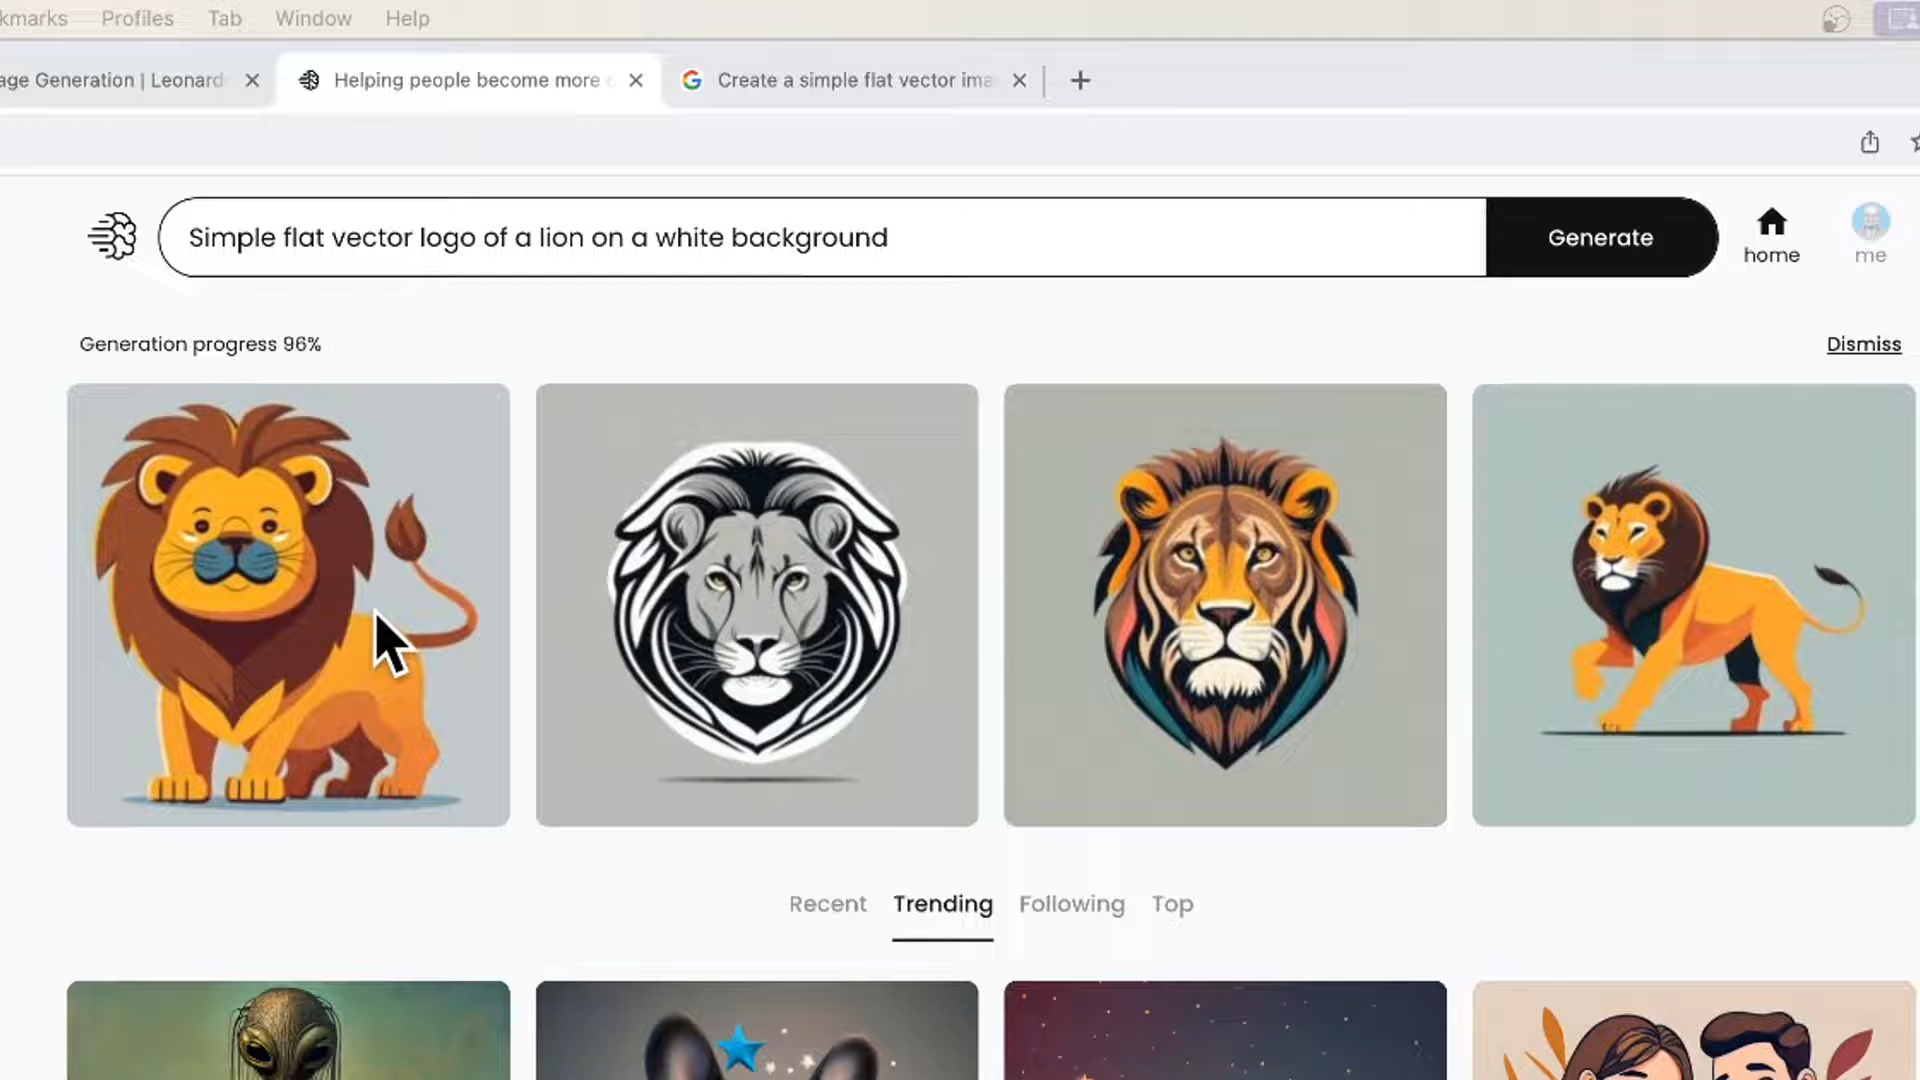 kmarks Profiles Tab Window Help
age Generation | Leonard Helping people become more Create a simple flat vector ima
Simple flat vector logo of a lion on a white background Generate
home me
Generation progress 96% Dismiss
Recent Trending Following Top